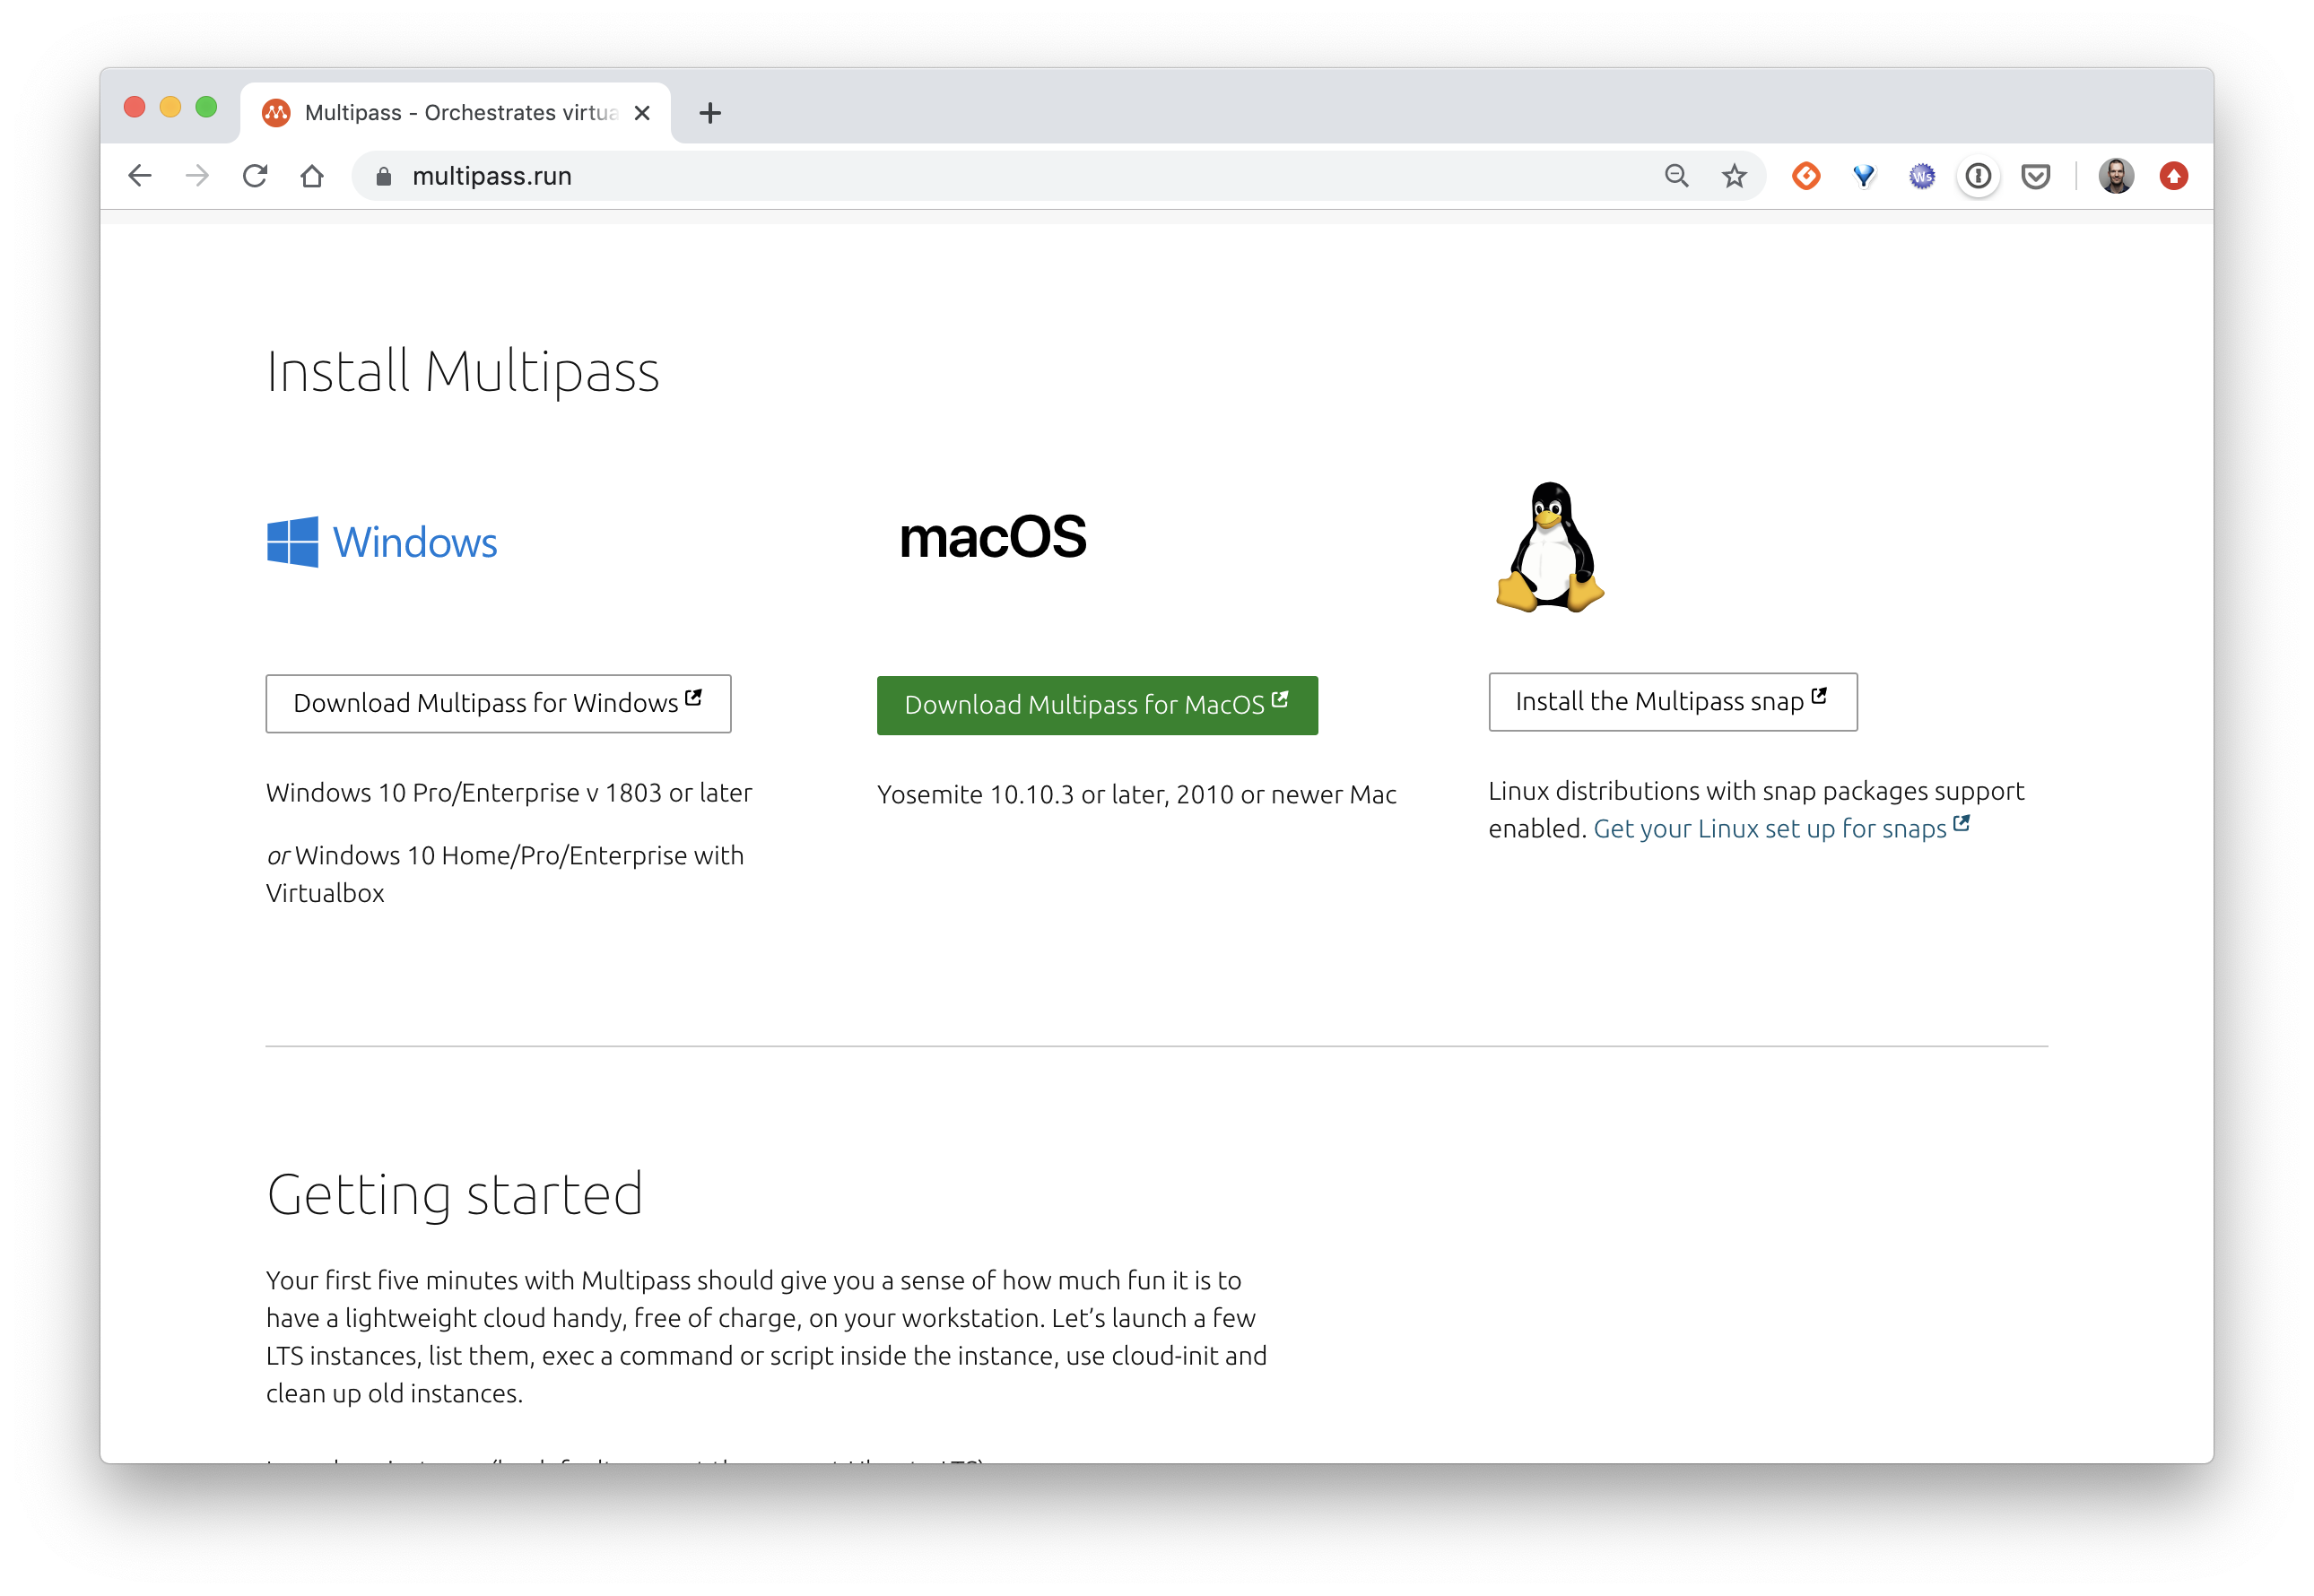 Multipass - Orchestrates virtua
multipass.run
Ws
Install Multipass
Windows
macOS
Download Multipass for Windows
Download Multipass for MacOS
Install the Multipass snap
Windows 10 Pro/Enterprise v 1803 or later
or Windows 10 Home/Pro/Enterprise with
Virtualbox
Yosemite 10.10.3 or later, 2010 or newer Mac
Linux distributions with snap packages support
enabled. Get your Linux set up for snaps
Getting started
Your first five minutes with Multipass should give you a sense of how much fun it is to
have a lightweight cloud handy, free of charge, on your workstation. Let’s launch a few
LTS instances, list them, exec a command or script inside the instance, use cloud-init and
clean up old instances.